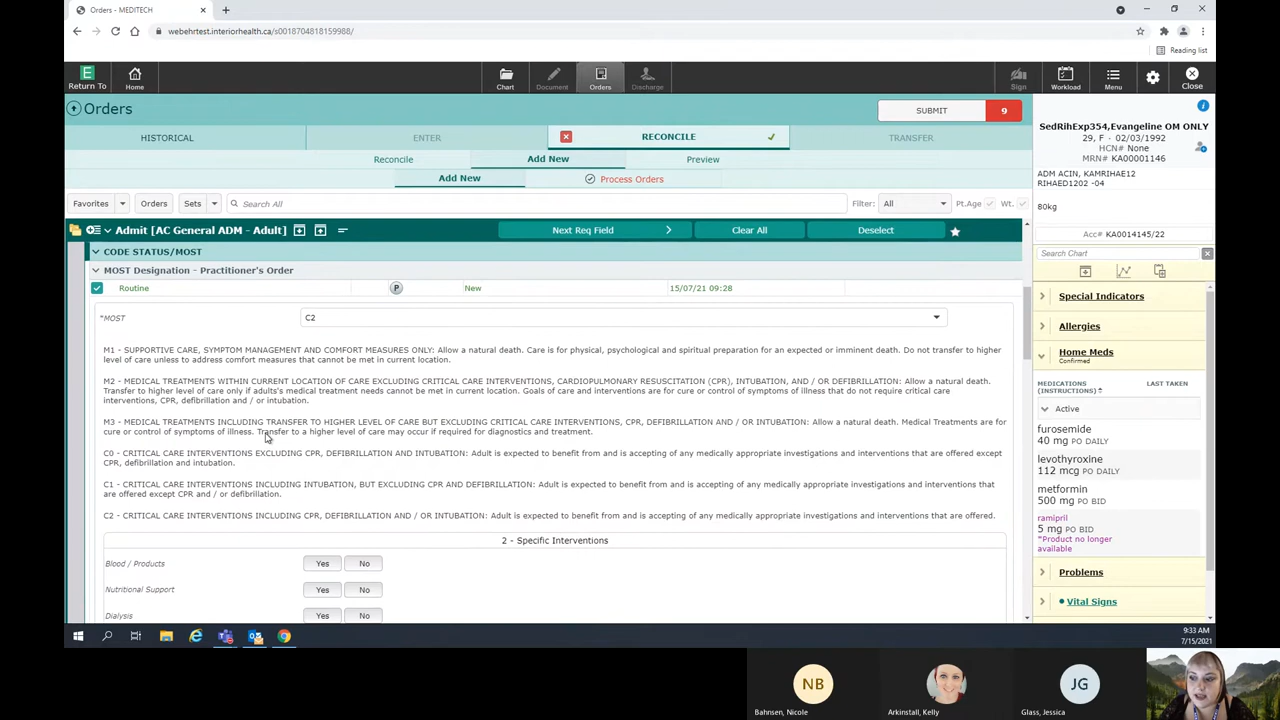 Orders - MEDITECH
webehrtest.interiorhealth.ca/s0018704818159988/
Reading list
E
Return To
Home
Chart
Document
Orders
Discharge
Sign
Workload
Menu
Close
Orders
SUBMIT 9
HISTORICAL ENTER RECONCILE TRANSFER
Reconcile Add New Preview
Add New Process Orders
Favorites Orders Sets Search All Filter: All Pt.Age Wt.
Admit [AC General ADM - Adult] Next Req Field Clear All Deselect
CODE STATUS/MOST
MOST Designation - Practitioner's Order
Routine P New 15/07/21 09:28
*MOST C2
M1 - SUPPORTIVE CARE, SYMPTOM MANAGEMENT AND COMFORT MEASURES ONLY: Allow a natural death. Care is for physical, psychological and spiritual preparation for an expected or imminent death. Do not transfer to higher
level of care unless to address comfort measures that cannot be met in current location.
M2 - MEDICAL TREATMENTS WITHIN CURRENT LOCATION OF CARE EXCLUDING CRITICAL CARE INTERVENTIONS, CARDIOPULMONARY RESUSCITATION (CPR), INTUBATION, AND / OR DEFIBRILLATION: Allow a natural death.
Transfer to higher level of care only if adult's medical treatment needs cannot be met in current location. Goals of care and interventions are for cure or control of symptoms of illness that do not require critical care
interventions, CPR, defibrillation and / or intubation.
M3 - MEDICAL TREATMENTS INCLUDING TRANSFER TO HIGHER LEVEL OF CARE BUT EXCLUDING CRITICAL CARE INTERVENTIONS, CPR, DEFIBRILLATION AND / OR INTUBATION: Allow a natural death. Medical Treatments are for
cure or control of symptoms of illness. Transfer to a higher level of care may occur if required for diagnostics and treatment.
C0 - CRITICAL CARE INTERVENTIONS EXCLUDING CPR, DEFIBRILLATION AND INTUBATION: Adult is expected to benefit from and is accepting of any medically appropriate investigations and interventions that are offered except
CPR, defibrillation and intubation.
C1 - CRITICAL CARE INTERVENTIONS INCLUDING INTUBATION, BUT EXCLUDING CPR AND DEFIBRILLATION: Adult is expected to benefit from and is accepting of any medically appropriate investigations and interventions that
are offered except CPR and / or defibrillation.
C2 - CRITICAL CARE INTERVENTIONS INCLUDING CPR, DEFIBRILLATION AND / OR INTUBATION: Adult is expected to benefit from and is accepting of any medically appropriate investigations and interventions that are offered.
2 - Specific Interventions
Blood / Products Yes No
Nutritional Support Yes No
Dialysis Yes No
SedRihExp354,Evangeline OM ONLY
29, F - 02/03/1992
HCN# None
MRN# KA00001146
ADM ACIN, KAMRIHAE12
RIHAED1202 -04
80kg
Acc# KA0014145/22
Search Chart
Special Indicators
Allergies
Home Meds
Confirmed
MEDICATIONS LAST TAKEN
(INSTRUCTIONS)
Active
furosemide
40 mg PO DAILY
levothyroxine
112 mcg PO DAILY
metformin
500 mg PO BID
ramipril
5 mg PO BID
*Product no longer
available
Problems
Vital Signs
9:33 AM
7/15/2021
NB
Bahnsen, Nicole
Arkinstall, Kelly
JG
Glass, Jessica